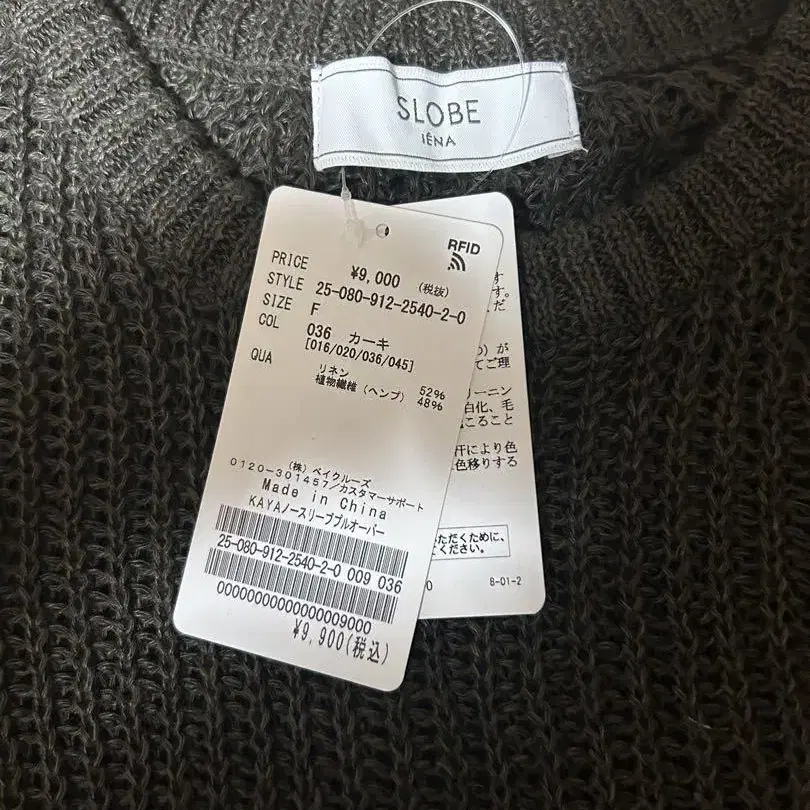 SLOBE
IÉNA
RFID
PRICE ¥9,000 (税抜)
STYLE 25-080-912-2540-2-0
SIZE F
COL 036 カーキ
[016/020/036/045]
QUA リネン 52%
植物繊維(ヘンプ) 48%
(株)ベイクルーズ
0120-301457/カスタマーサポート
Made in China
KAYAノースリーブプルオーバー
25-080-912-2540-2-0 009 036
00000000000000009000
¥9,900(税込)
す
す。
だ
が
てご理
リーニン
白化、毛
こること
汗により色
色移りする
ただくために、
ください。
0 B-01-2